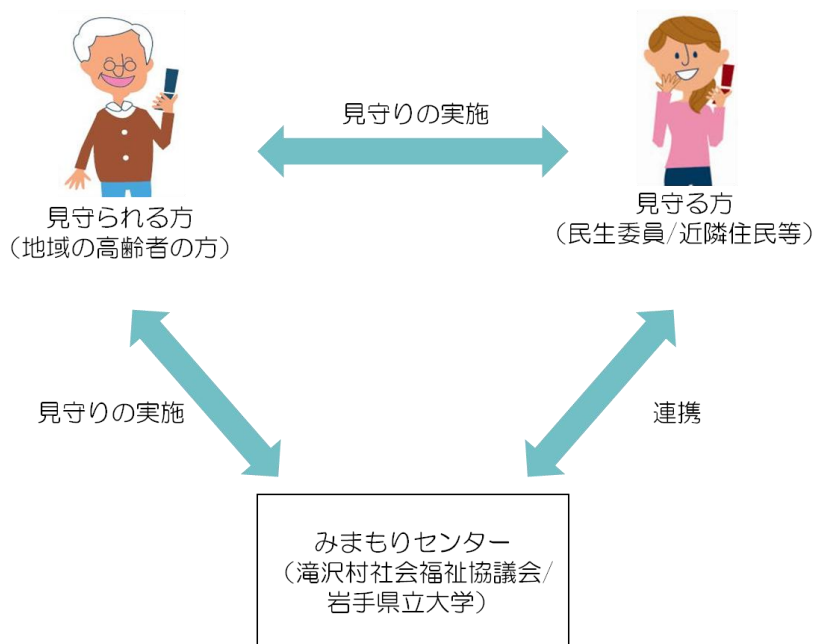 見守りの実施
見守られる方
（地域の高齢者の方）
見守る方
（民生委員/近隣住民等）
見守りの実施
連携
みまもりセンター
（滝沢村社会福祉協議会/
岩手県立大学）